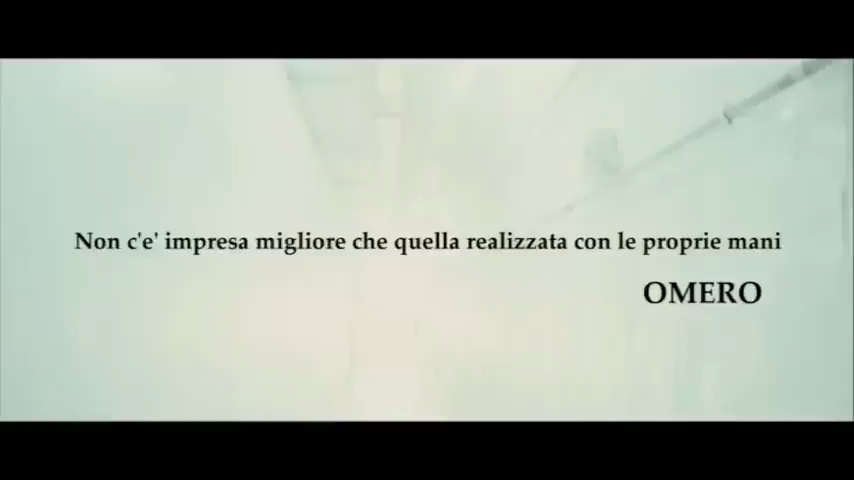 Non c'e' impresa migliore che quella realizzata con le proprie mani
OMERO